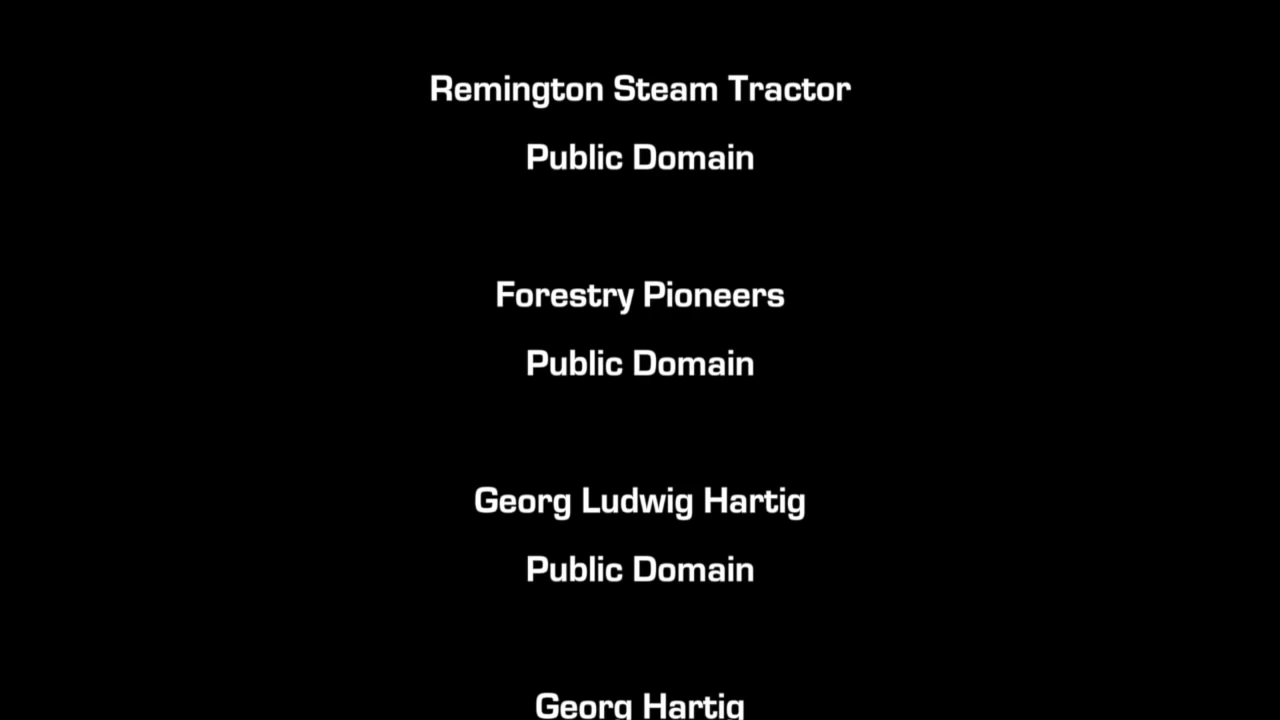 Remington Steam Tractor
Public Domain
Forestry Pioneers
Public Domain
Georg Ludwig Hartig
Public Domain
Georg Hartig